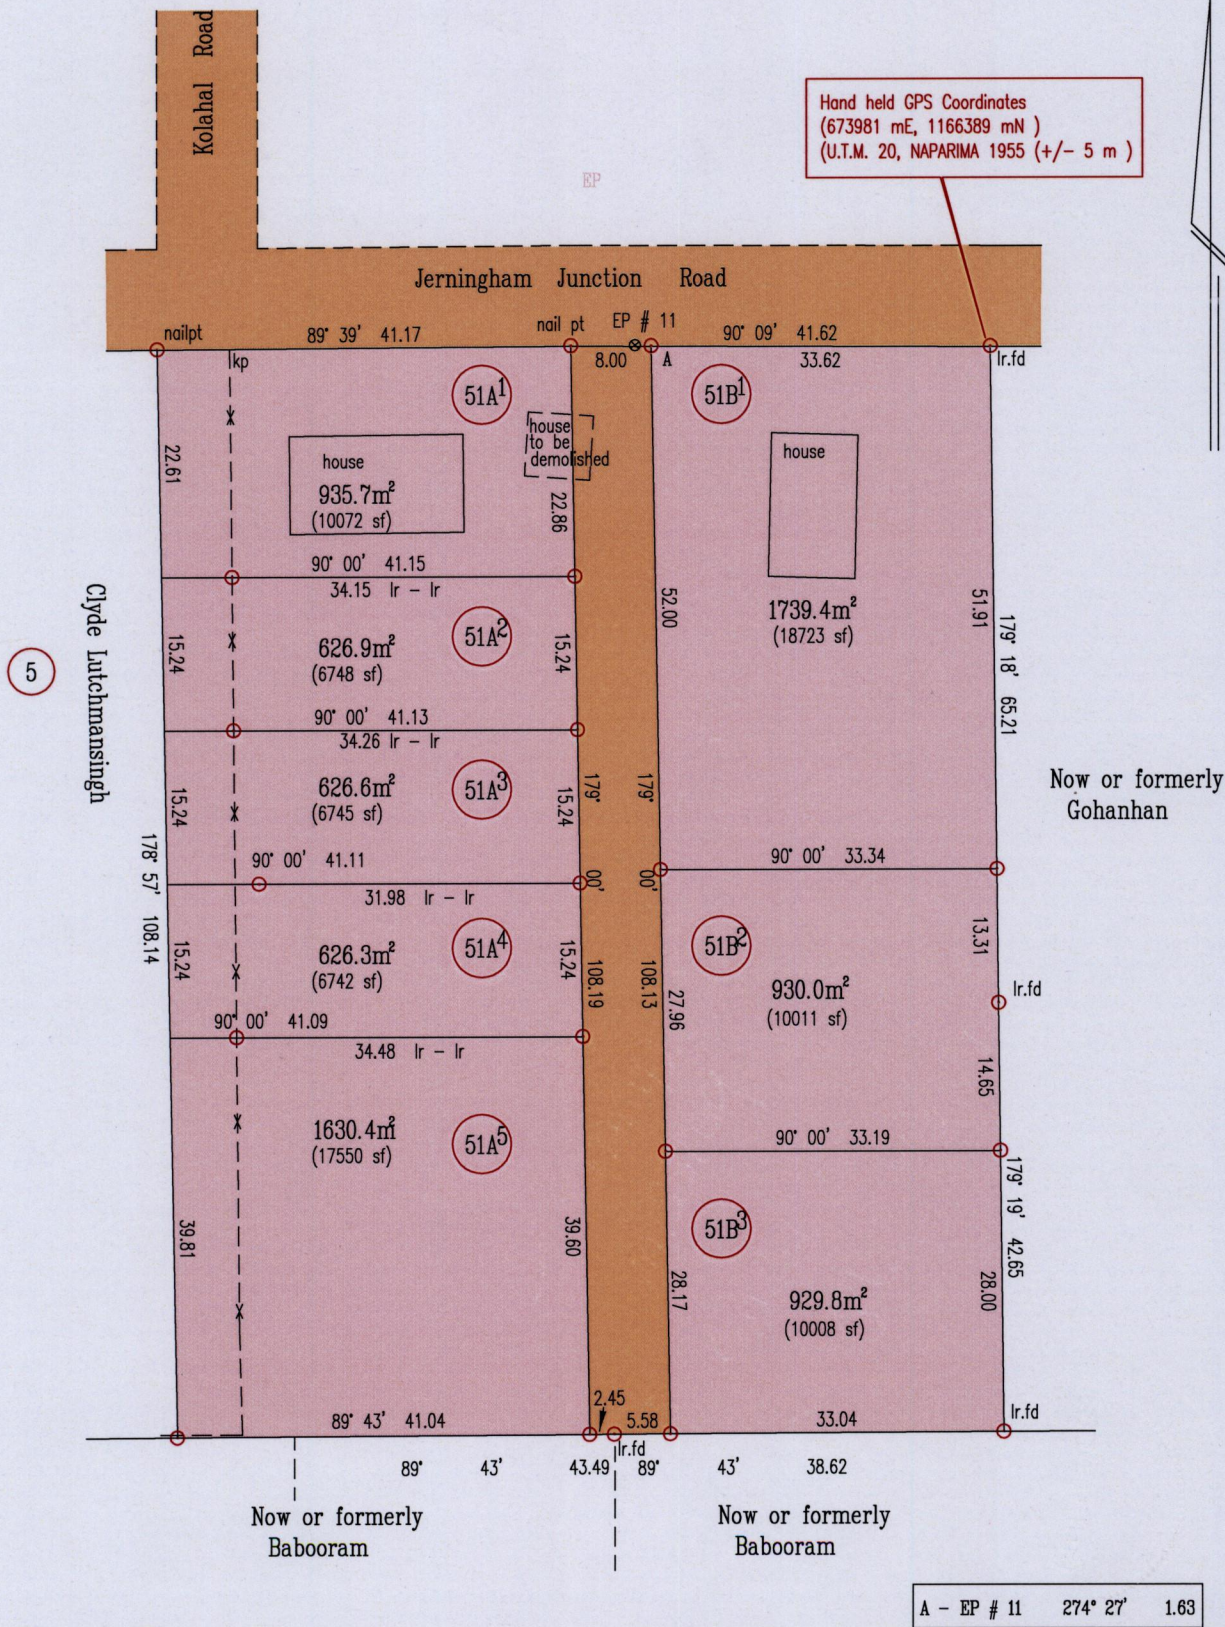 Kolahal Road
Hand held GPS Coordinates
(673981 mE, 1166389 mN )
(U.T.M. 20, NAPARIMA 1955 (+/- 5 m )
EP
Jerningham Junction Road
nailpt
89° 39' 41.17
nail pt
EP # 11
90° 09' 41.62
kp
8.00
A
33.62
Ir.fd
51A1
51B1
house
to be
demolished
house
935.7m²
(10072 sf)
house
22.61
22.86
90° 00' 41.15
34.15 Ir - Ir
52.00
1739.4m²
(18723 sf)
51.91
179° 18' 65.21
51A2
626.9m²
(6748 sf)
15.24
15.24
5
Clyde Lutchmansingh
90° 00' 41.13
34.26 Ir - Ir
51A3
626.6m²
(6745 sf)
15.24
15.24
179° 00' 108.19
179° 00' 108.13
Now or formerly
Gohanhan
178° 57' 108.14
90° 00' 41.11
31.98 Ir - Ir
90° 00' 33.34
51A4
626.3m²
(6742 sf)
15.24
15.24
51B2
930.0m²
(10011 sf)
27.96
13.31
Ir.fd
14.65
90° 00' 41.09
34.48 Ir - Ir
1630.4m²
(17550 sf)
51A5
90° 00' 33.19
179° 19' 42.65
39.81
39.60
51B3
28.17
929.8m²
(10008 sf)
28.00
89° 43' 41.04
2.45
5.58
33.04
Ir.fd
Ir.fd
89° 43' 43.49
89° 43' 38.62
Now or formerly
Babooram
Now or formerly
Babooram
A - EP # 11 274° 27' 1.63